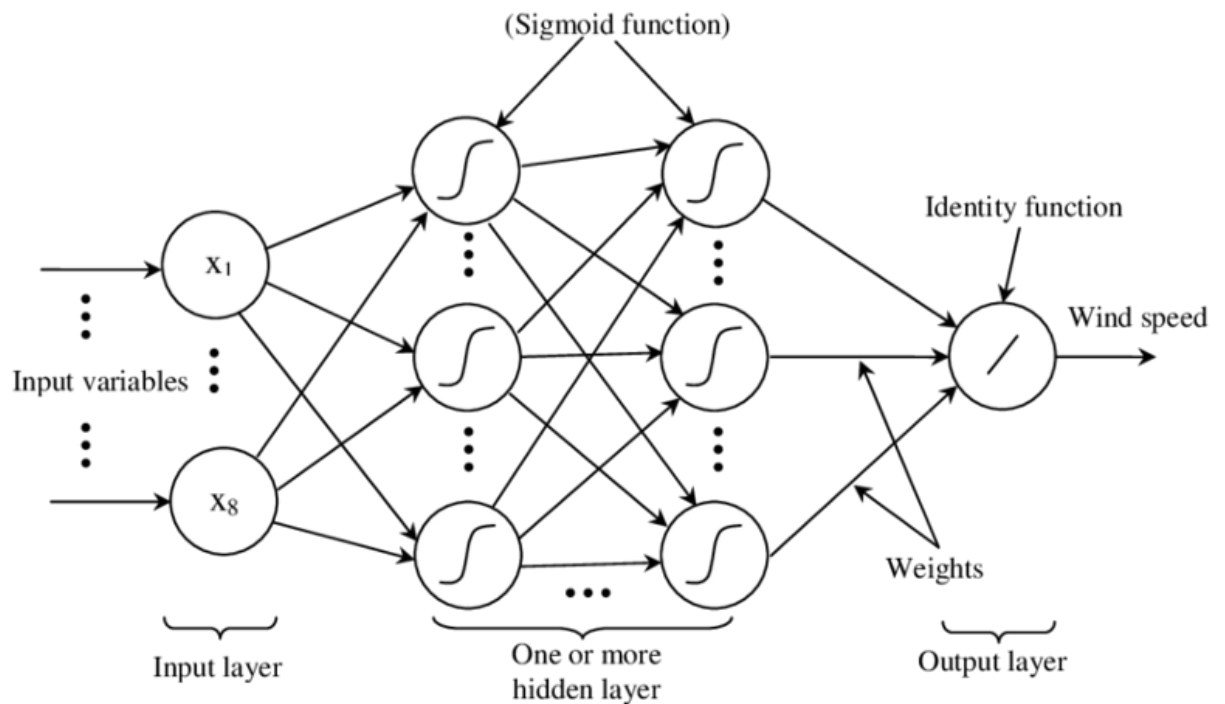 (Sigmoid function)
Identity function
x₁
Wind speed
Input variables
x₈
Weights
Input layer
One or more
hidden layer
Output layer